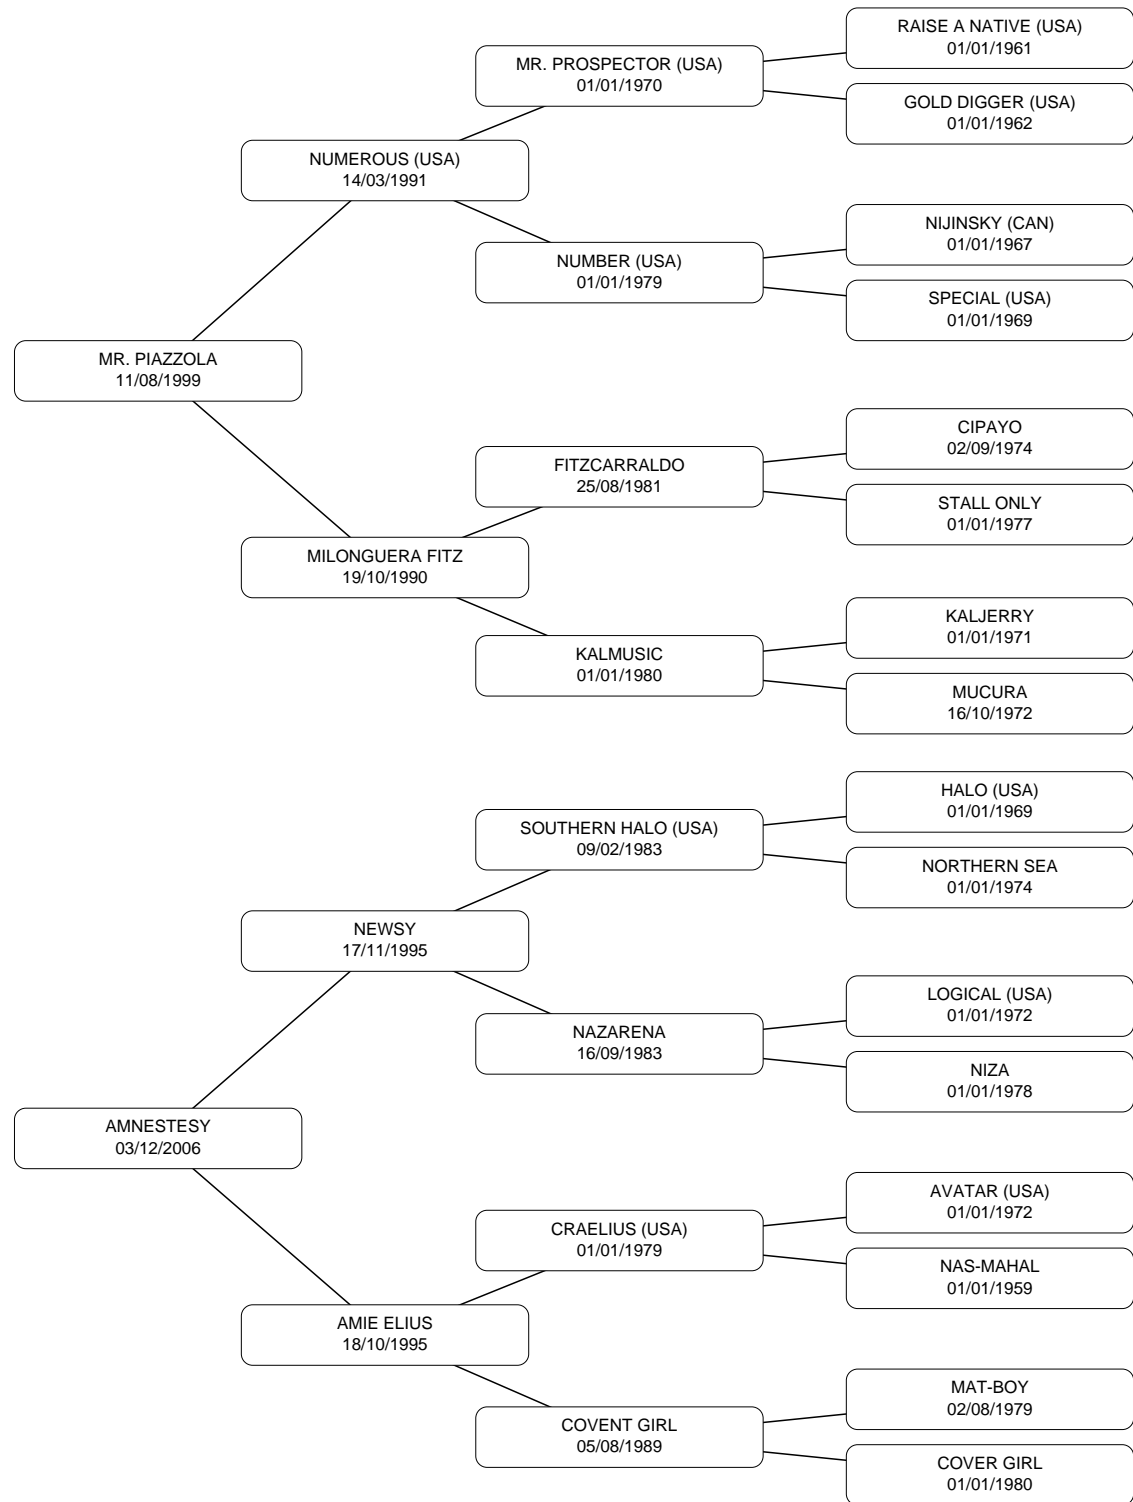 RAISE A NATIVE (USA)
01/01/1961
MR. PROSPECTOR (USA)
01/01/1970
GOLD DIGGER (USA)
01/01/1962
NUMEROUS (USA)
14/03/1991
NIJINSKY (CAN)
01/01/1967
NUMBER (USA)
01/01/1979
SPECIAL (USA)
01/01/1969
MR. PIAZZOLA
11/08/1999
CIPAYO
02/09/1974
FITZCARRALDO
25/08/1981
STALL ONLY
01/01/1977
MILONGUERA FITZ
19/10/1990
KALJERRY
01/01/1971
KALMUSIC
01/01/1980
MUCURA
16/10/1972
HALO (USA)
01/01/1969
SOUTHERN HALO (USA)
09/02/1983
NORTHERN SEA
01/01/1974
NEWSY
17/11/1995
LOGICAL (USA)
01/01/1972
NAZARENA
16/09/1983
NIZA
01/01/1978
AMNESTESY
03/12/2006
AVATAR (USA)
01/01/1972
CRAELIUS (USA)
01/01/1979
NAS-MAHAL
01/01/1959
AMIE ELIUS
18/10/1995
MAT-BOY
02/08/1979
COVENT GIRL
05/08/1989
COVER GIRL
01/01/1980